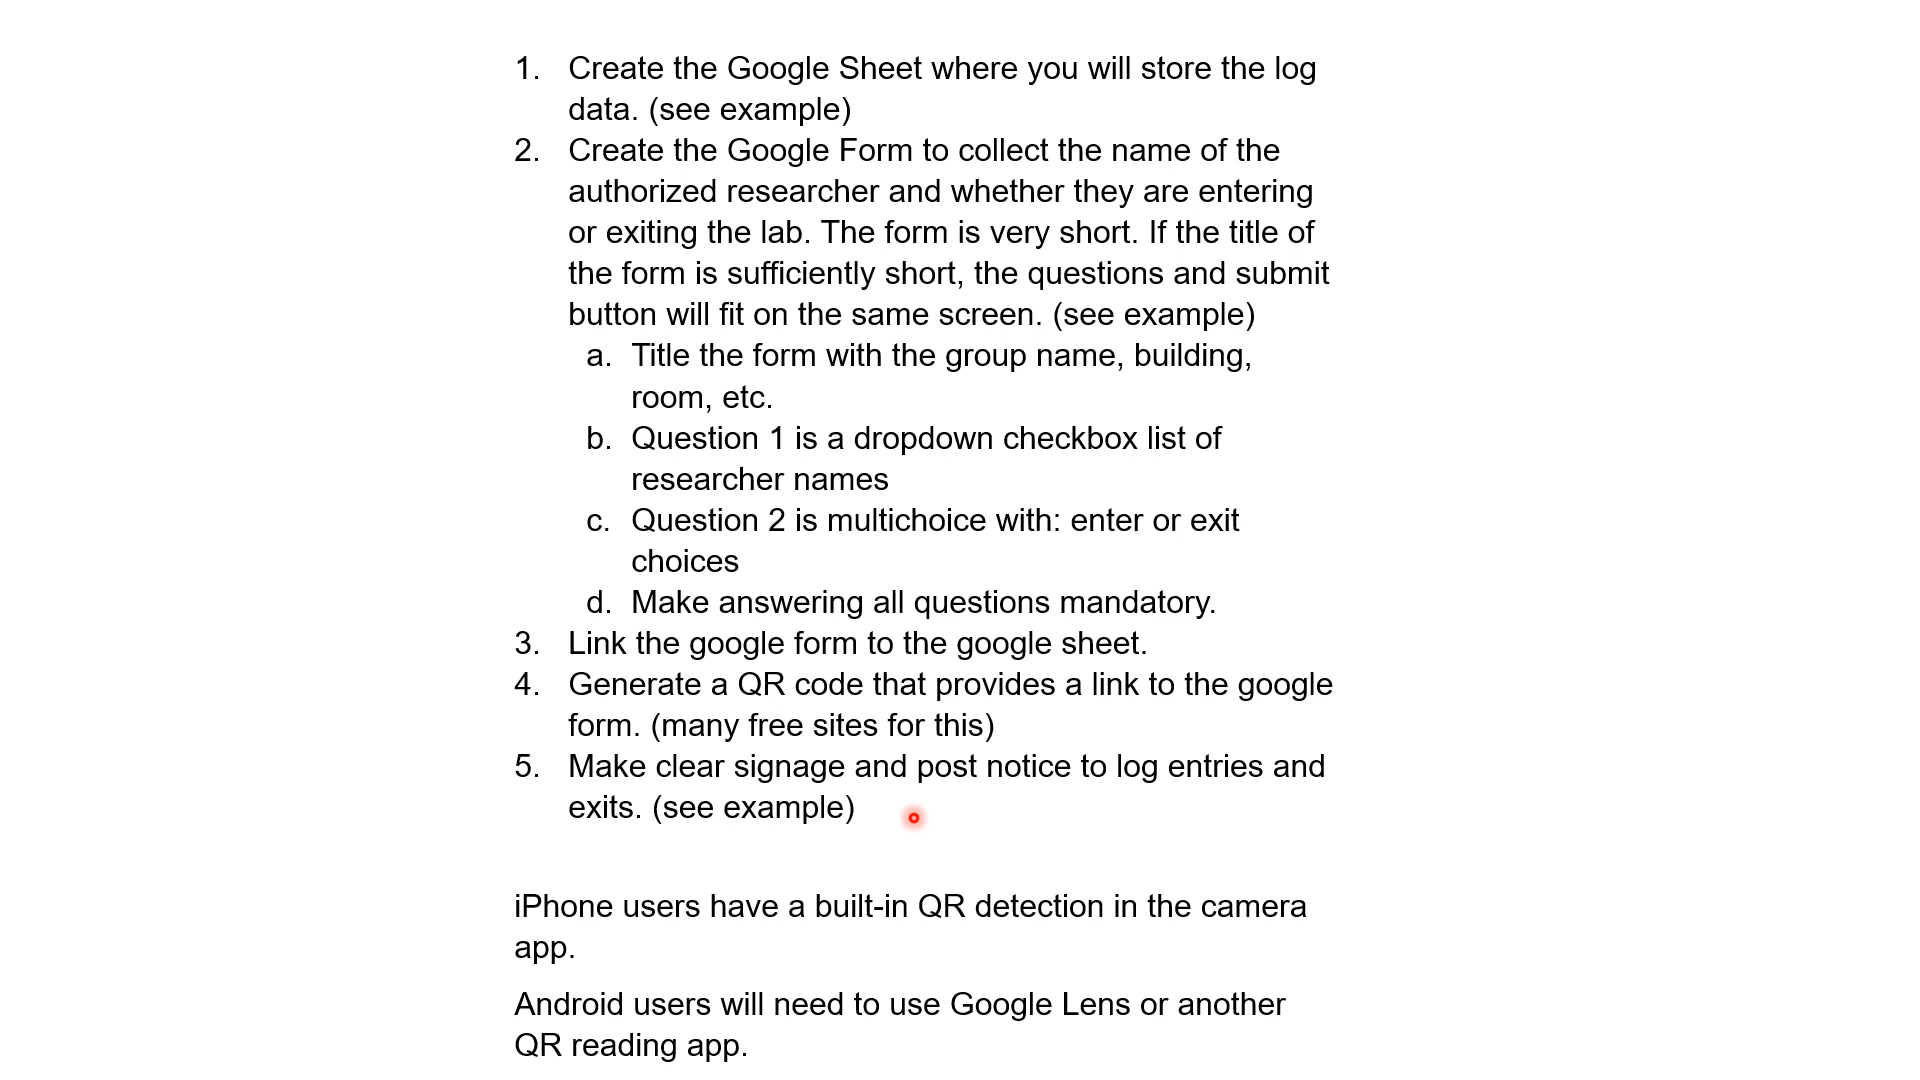 1. Create the Google Sheet where you will store the log
data. (see example)
2. Create the Google Form to collect the name of the
authorized researcher and whether they are entering
or exiting the lab. The form is very short. If the title of
the form is sufficiently short, the questions and submit
button will fit on the same screen. (see example)
a. Title the form with the group name, building,
room, etc.
b. Question 1 is a dropdown checkbox list of
researcher names
c. Question 2 is multichoice with: enter or exit
choices
d. Make answering all questions mandatory.
3. Link the google form to the google sheet.
4. Generate a QR code that provides a link to the google
form. (many free sites for this)
5. Make clear signage and post notice to log entries and
exits. (see example)
iPhone users have a built-in QR detection in the camera
app.
Android users will need to use Google Lens or another
QR reading app.